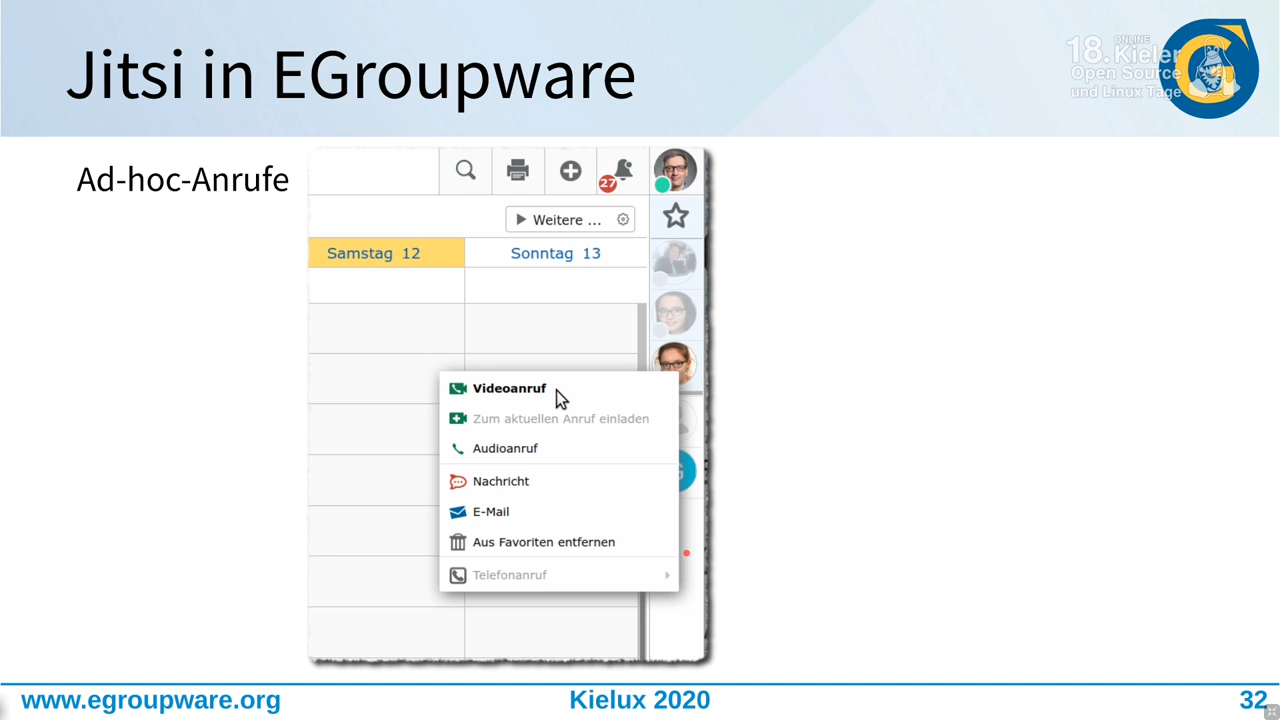 Jitsi in EGroupware
ONLINE
18. Kieler
Open Source
und Linux Tage
Ad-hoc-Anrufe
27
Weitere ...
Samstag 12
Sonntag 13
Videoanruf
Zum aktuellen Anruf einladen
Audioanruf
Nachricht
E-Mail
Aus Favoriten entfernen
Telefonanruf
www.egroupware.org
Kielux 2020
32